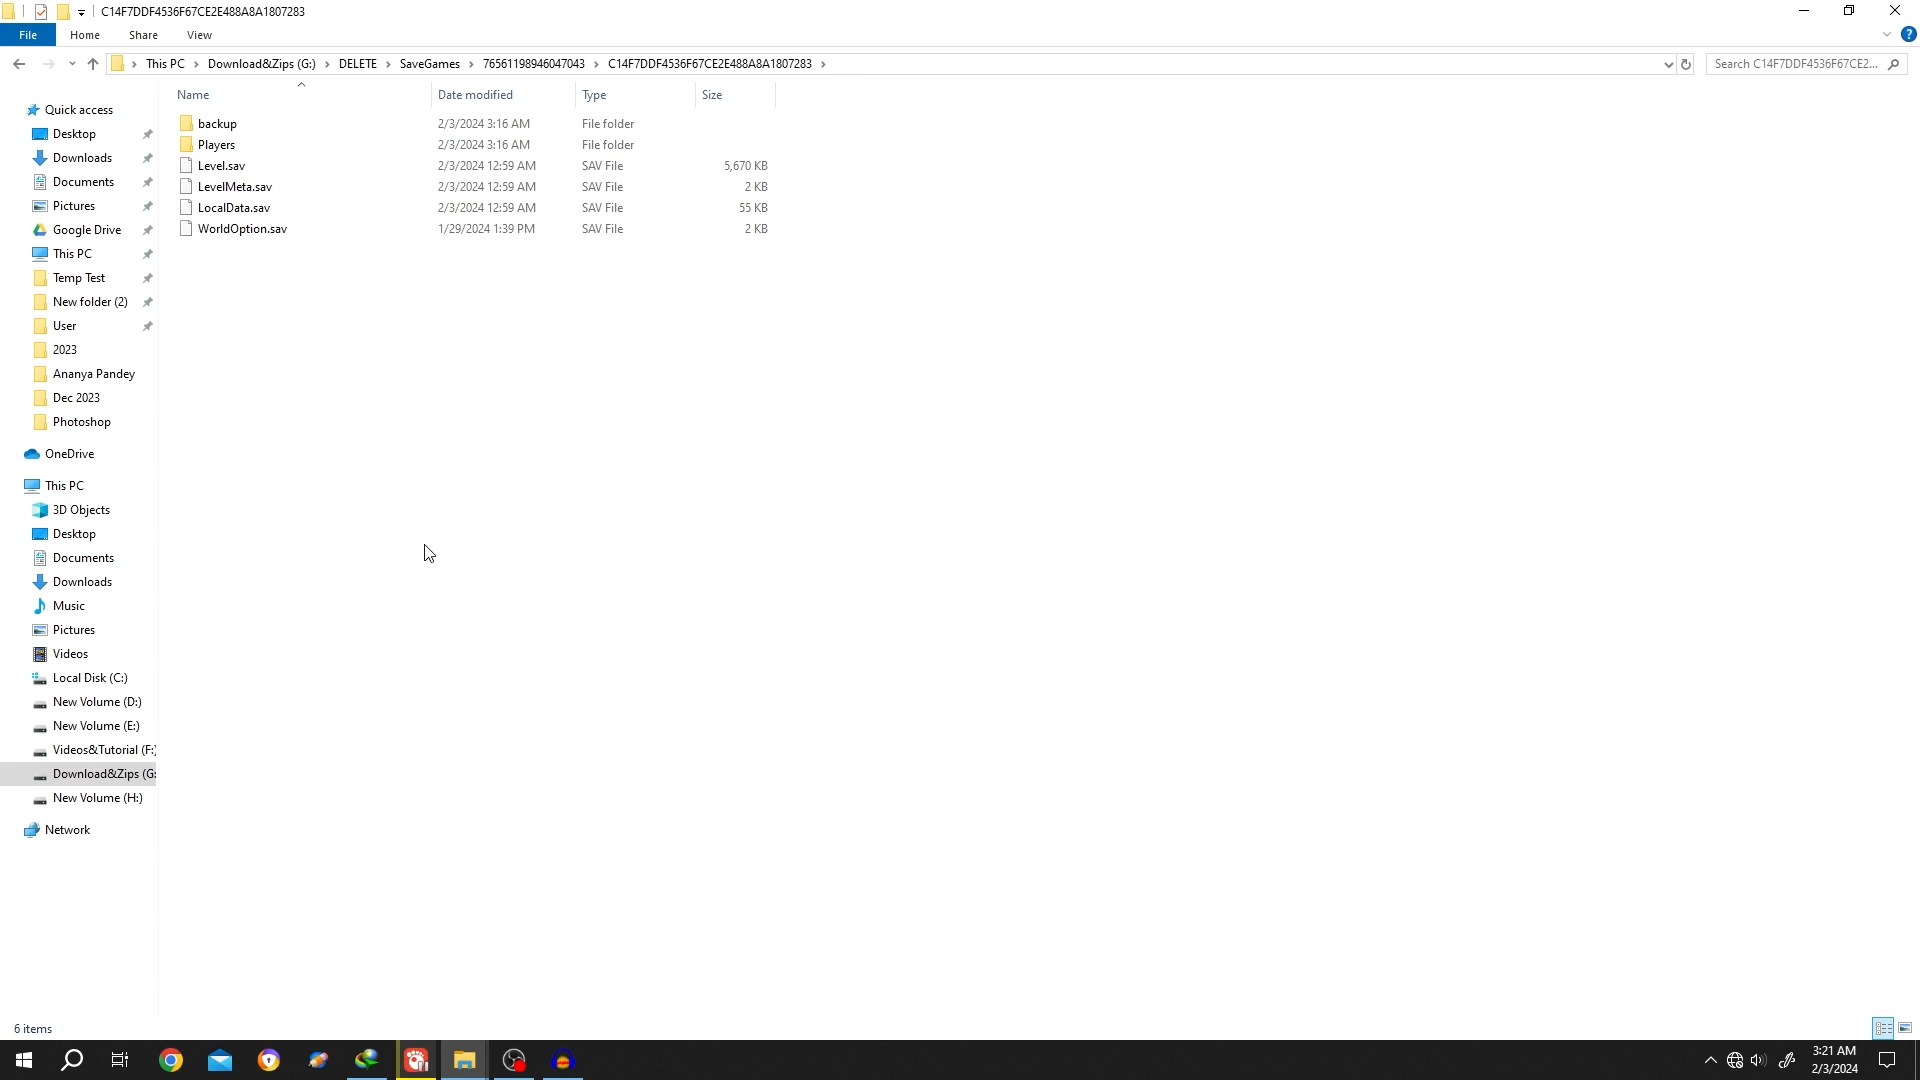 C14F7DDF4536F67CE2E488A8A1807283
File Home Share View
This PC Download&Zips (G:) DELETE SaveGames 76561198946047043 C14F7DDF4536F67CE2E488A8A1807283
Search C14F7DDF4536F67CE2...
Name Date modified Type Size
backup 2/3/2024 3:16 AM File folder
Players 2/3/2024 3:16 AM File folder
Level.sav 2/3/2024 12:59 AM SAV File 5,670 KB
LevelMeta.sav 2/3/2024 12:59 AM SAV File 2 KB
LocalData.sav 2/3/2024 12:59 AM SAV File 55 KB
WorldOption.sav 1/29/2024 1:39 PM SAV File 2 KB
Quick access
Desktop
Downloads
Documents
Pictures
Google Drive
This PC
Temp Test
New folder (2)
User
2023
Ananya Pandey
Dec 2023
Photoshop
OneDrive
This PC
3D Objects
Desktop
Documents
Downloads
Music
Pictures
Videos
Local Disk (C:)
New Volume (D:)
New Volume (E:)
Videos&Tutorial (F:)
Download&Zips (G:
New Volume (H:)
Network
6 items
3:21 AM
2/3/2024